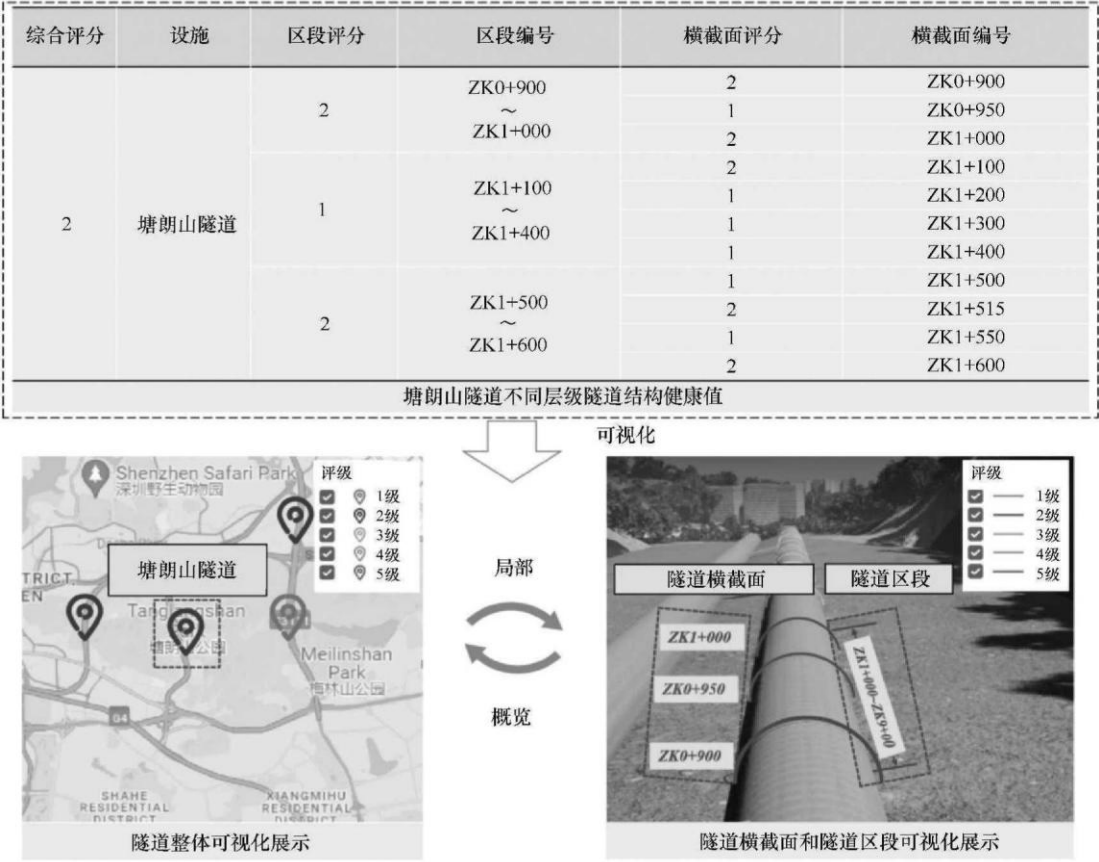 综合评分 设施 区段评分 区段编号 横截面评分 横截面编号
2 塘朗山隧道 2 ZK0+900 ～ ZK1+000 2 ZK0+900
1 ZK0+950
2 ZK1+000
1 ZK1+100 ～ ZK1+400 2 ZK1+100
1 ZK1+200
1 ZK1+300
1 ZK1+400
2 ZK1+500 ～ ZK1+600 1 ZK1+500
2 ZK1+515
1 ZK1+550
2 ZK1+600
塘朗山隧道不同层级隧道结构健康值
可视化
Shenzhen Safari Park
深圳野生动物园
评级
1级
2级
3级
4级
5级
塘朗山隧道
TRICT,
EN
Tanglangshan
Meilinshan
Park
梅林山公园
G4
SHAHE
RESIDENTIAL
DISTRICT
XIANGMIHU
RESIDENTIAL
DISTRICT
隧道整体可视化展示
局部
概览
评级
1级
2级
3级
4级
5级
隧道横截面
隧道区段
ZK1+000
ZK0+950
ZK0+900
ZK1+000-ZK9+00
隧道横截面和隧道区段可视化展示